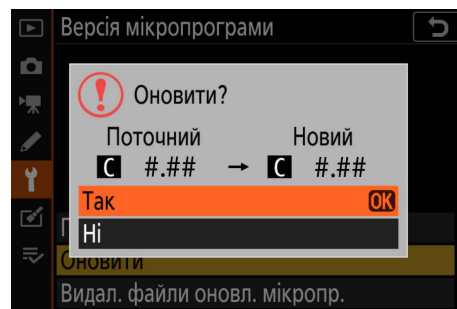 Версія мікропрограми
Оновити?
Поточний Новий
C #.## → C #.##
Так OK
Ні
Оновити
Видал. файли оновл. мікропр.